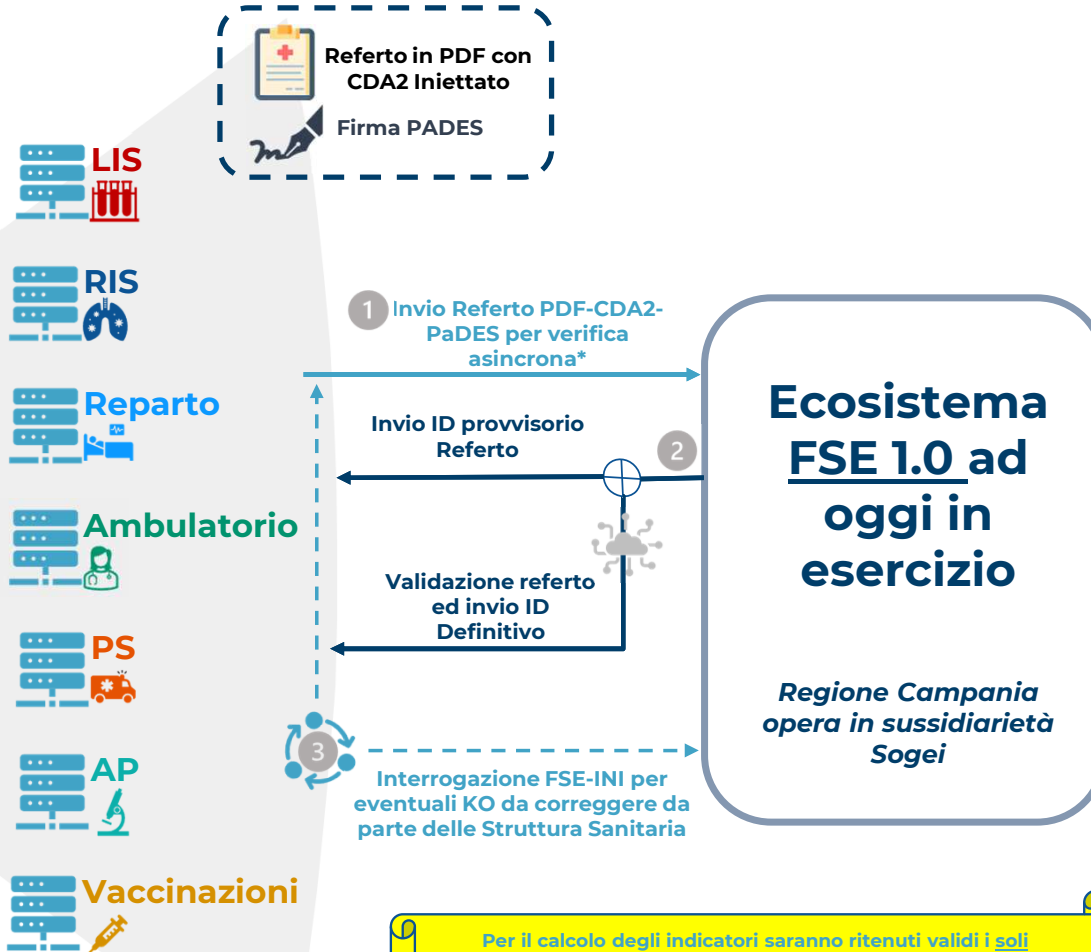 Referto in PDF con
CDA2 Iniettato
Firma PADES
LIS
RIS
Reparto
Ambulatorio
PS
AP
Vaccinazioni
1
Invio Referto PDF-CDA2-
PaDES per verifica
asincrona*
Invio ID provvisorio
Referto
2
Validazione referto
ed invio ID
Definitivo
3
Interrogazione FSE-INI per
eventuali KO da correggere da
parte delle Struttura Sanitaria
Ecosistema
FSE 1.0 ad
oggi in
esercizio
Regione Campania
opera in sussidiarietà
Sogei
Per il calcolo degli indicatori saranno ritenuti validi i soli